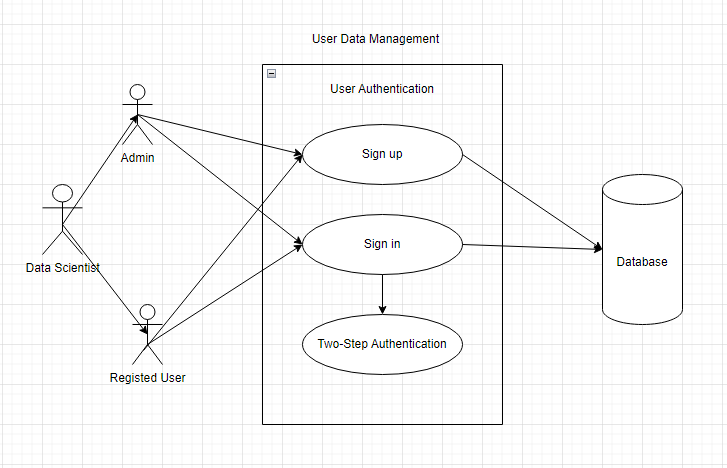 User Data Management
User Authentication
Admin
Sign up
Data Scientist
Sign in
Database
Registed User
Two-Step Authentication